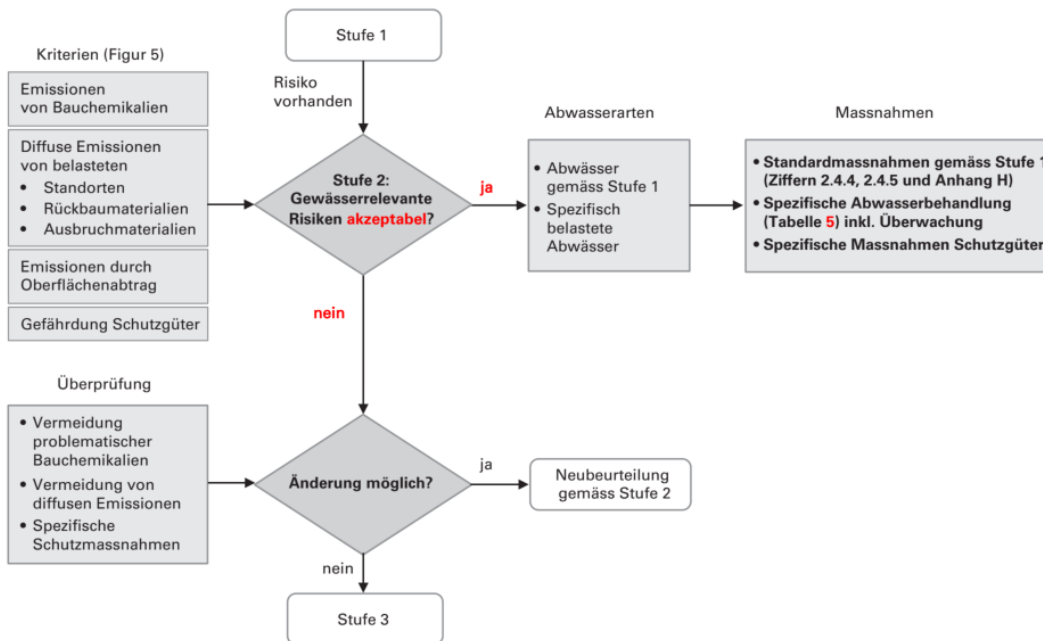 Stufe 1
Kriterien (Figur 5)
Emissionen
von Bauchemikalien
Diffuse Emissionen
von belasteten
• Standorten
• Rückbaumaterialien
• Ausbruchmaterialien
Emissionen durch
Oberflächenabtrag
Gefährdung Schutzgüter
Risiko
vorhanden
Stufe 2:
Gewässerrelevante
Risiken akzeptabel?
ja
nein
Abwasserarten
• Abwässer
gemäss Stufe 1
• Spezifisch
belastete
Abwässer
Massnahmen
• Standardmassnahmen gemäss Stufe 1
(Ziffern 2.4.4, 2.4.5 und Anhang H)
• Spezifische Abwasserbehandlung
(Tabelle 5) inkl. Überwachung
• Spezifische Massnahmen Schutzgüter
Überprüfung
• Vermeidung
problematischer
Bauchemikalien
• Vermeidung von
diffusen Emissionen
• Spezifische
Schutzmassnahmen
Änderung möglich?
ja
Neubeurteilung
gemäss Stufe 2
nein
Stufe 3